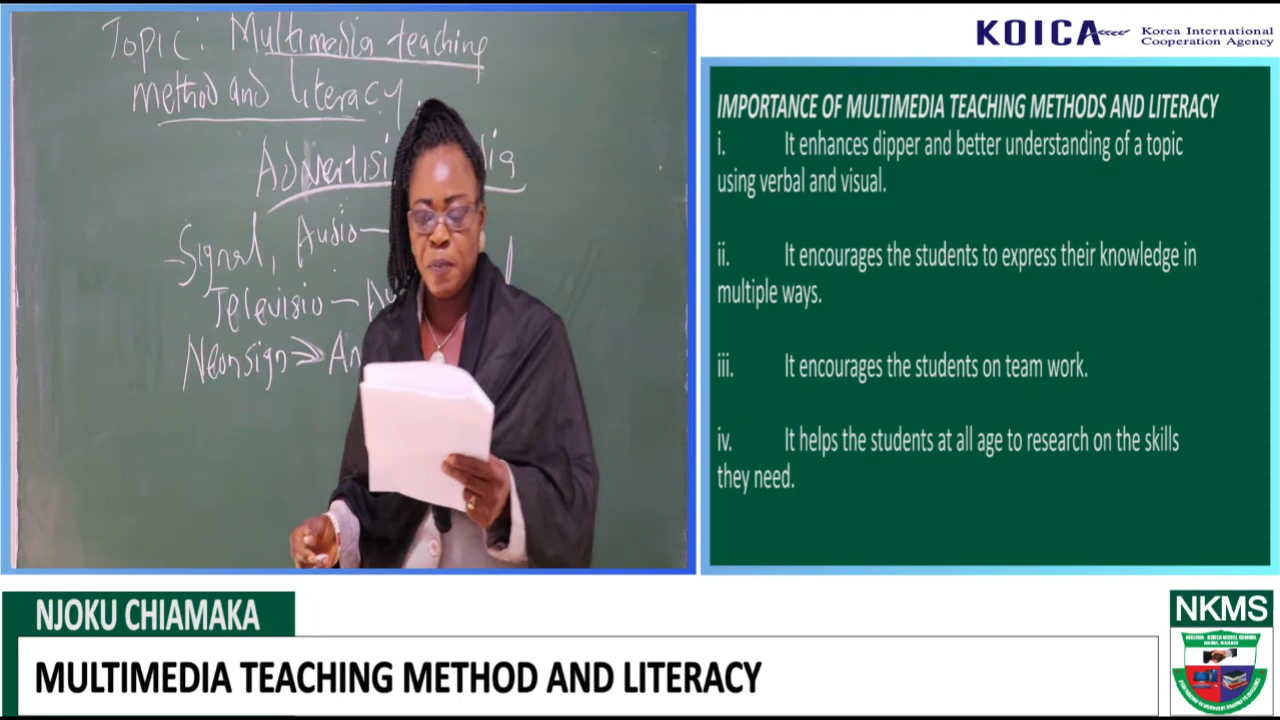 Topic: Multimedia teaching
method and literacy.
Signal, Audio—
Televisio—
Neonsign
KOICA
Korea International
Cooperation Agency
IMPORTANCE OF MULTIMEDIA TEACHING METHODS AND LITERACY
i. It enhances dipper and better understanding of a topic
using verbal and visual.
ii. It encourages the students to express their knowledge in
multiple ways.
iii. It encourages the students on team work.
iv. It helps the students at all age to research on the skills
they need.
NJOKU CHIAMAKA
MULTIMEDIA TEACHING METHOD AND LITERACY
NKMS